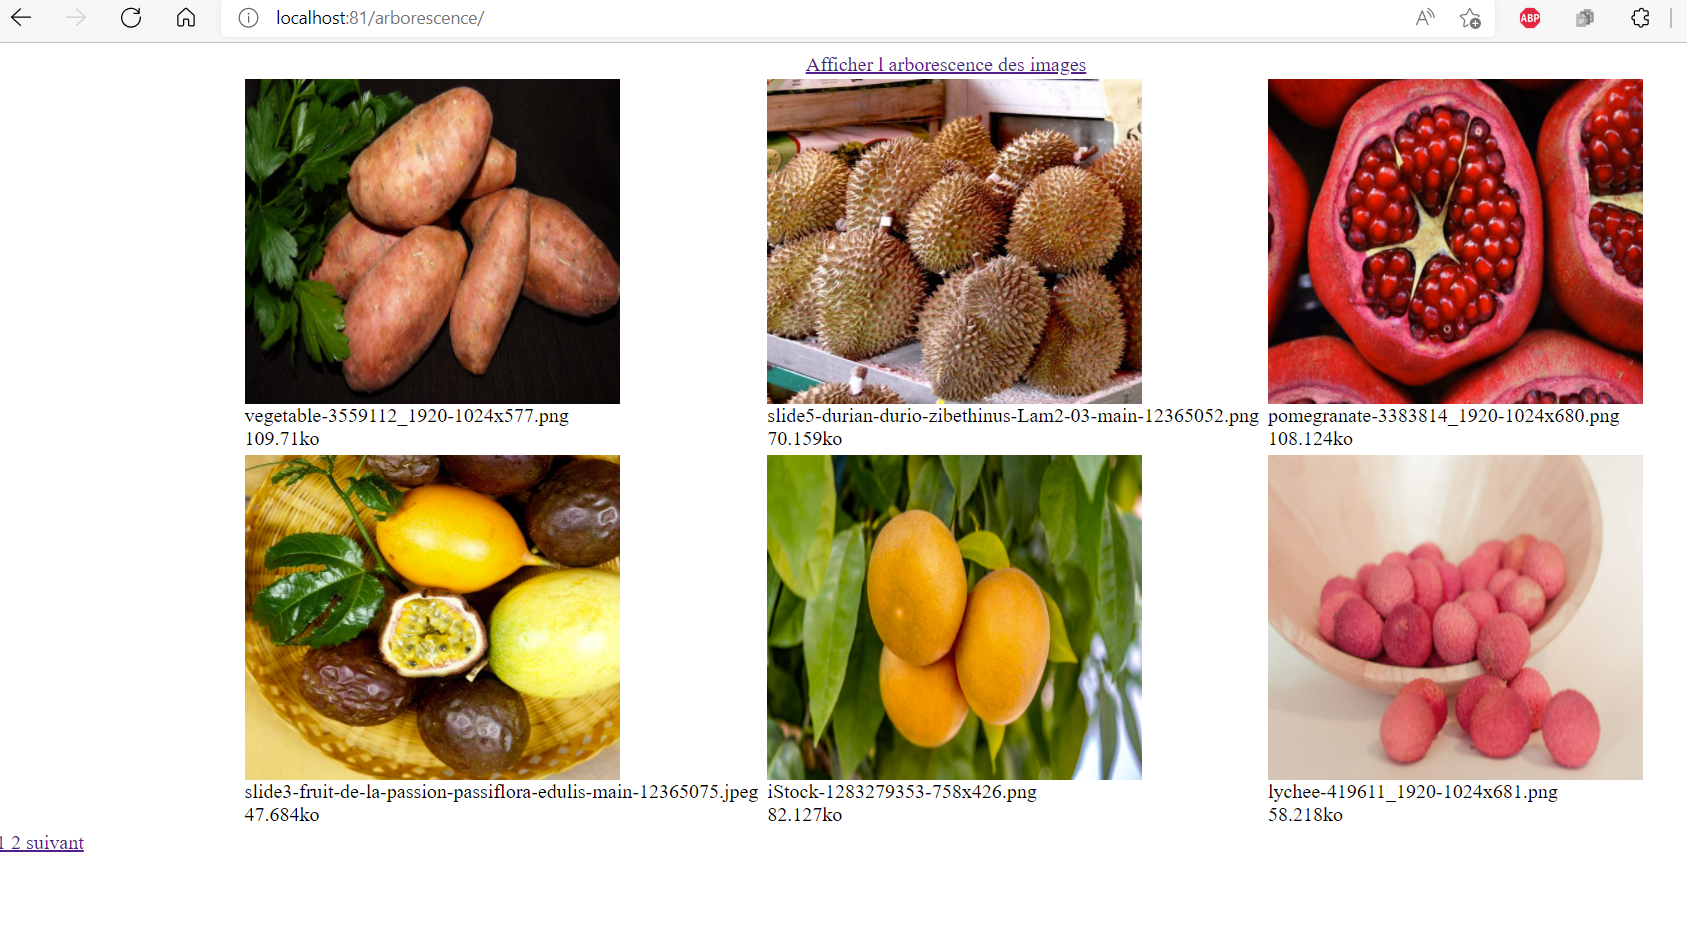 localhost:81/arborescence/
A
ABP
Afficher l arborescence des images
vegetable-3559112_1920-1024x577.png
109.71ko
slide5-durian-durio-zibethinus-Lam2-03-main-12365052.png
70.159ko
pomegranate-3383814_1920-1024x680.png
108.124ko
slide3-fruit-de-la-passion-passiflora-edulis-main-12365075.jpeg
47.684ko
iStock-1283279353-758x426.png
82.127ko
lychee-419611_1920-1024x681.png
58.218ko
1 2 suivant